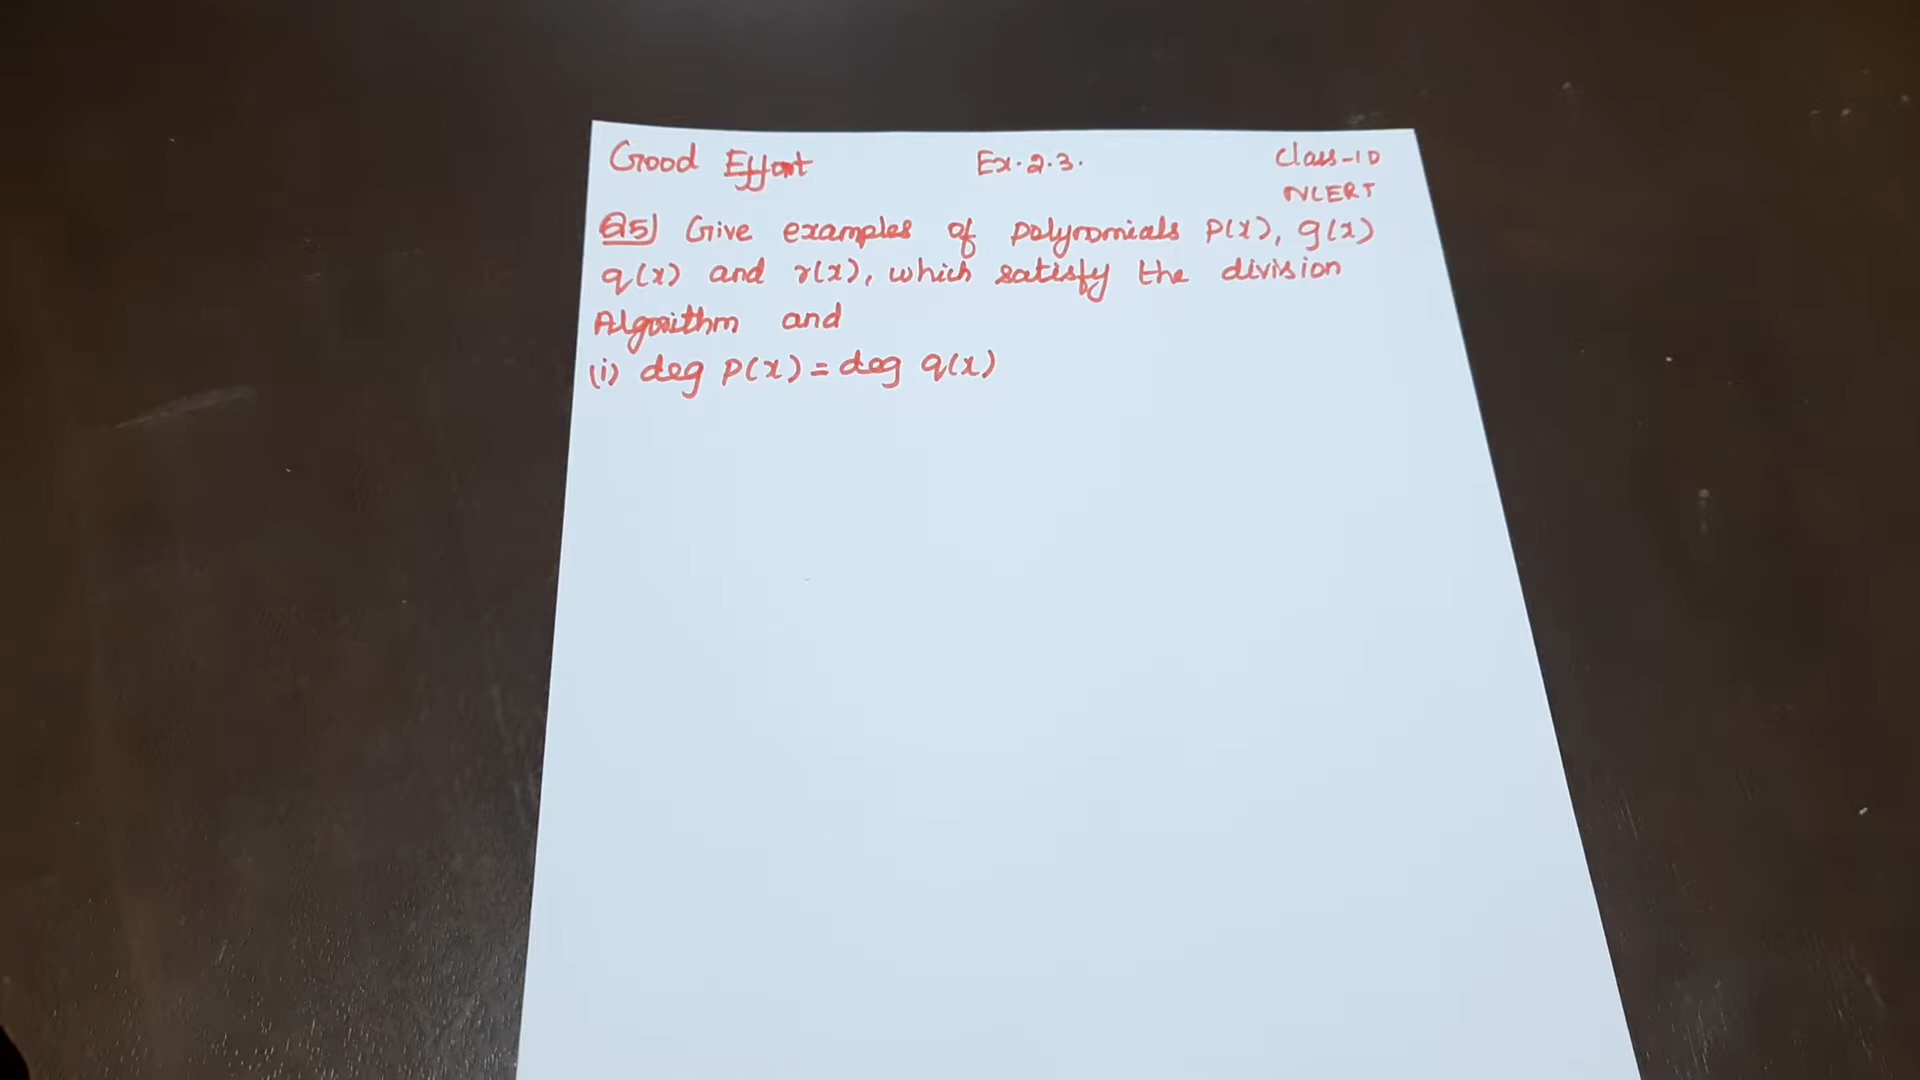 Good Effort Ex. 2.3. Class-10
NCERT
Q5) Give examples of polynomials P(x), g(x)
q(x) and r(x), which satisfy the division
Algorithm and
(i) deg P(x) = deg q(x)